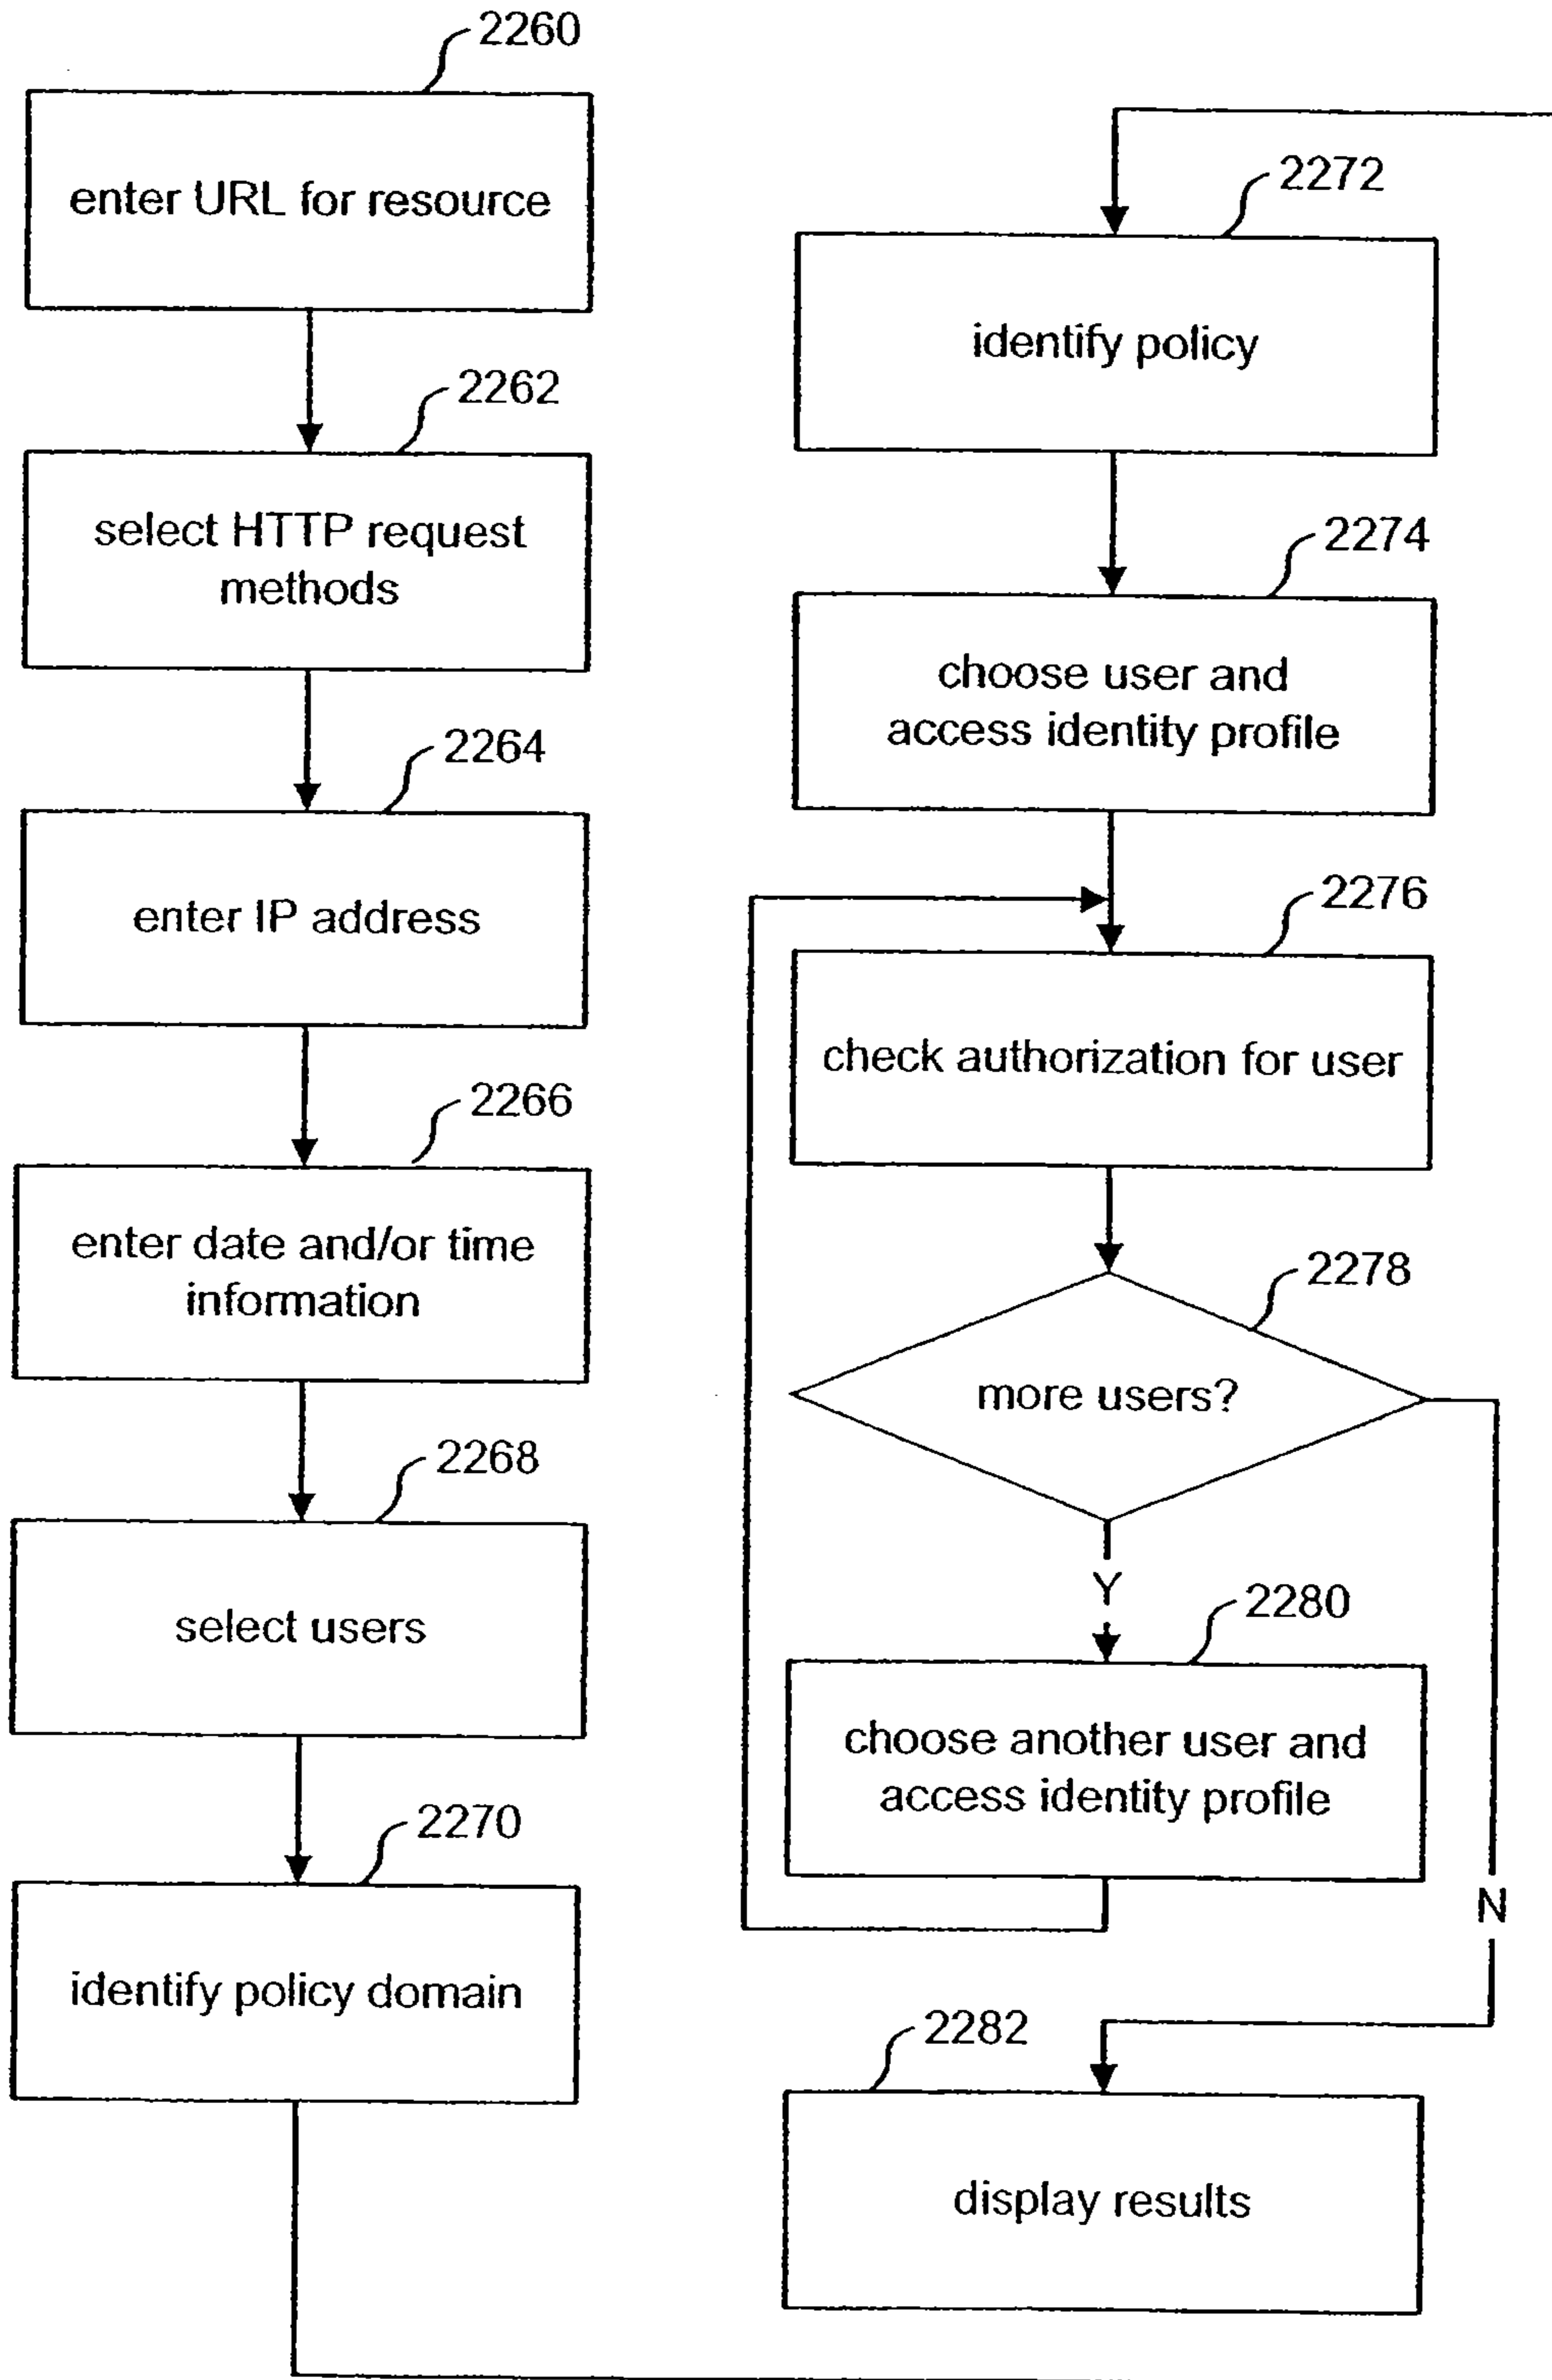 2260
enter URL for resource
2262
select HTTP request
methods
2264
enter IP address
2266
enter date and/or time
information
2268
select users
2270
identify policy domain
2272
identify policy
2274
choose user and
access identity profile
2276
check authorization for user
2278
more users?
Y
2280
choose another user and
access identity profile
N
2282
display results